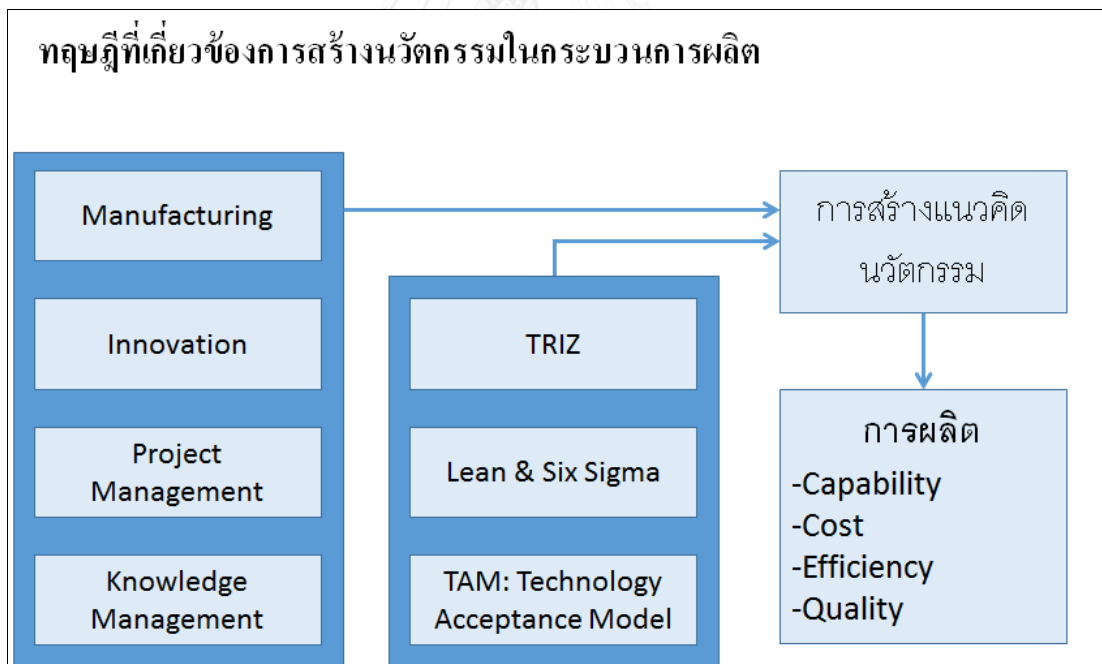 ทฤษฎีที่เกี่ยวข้องการสร้างนวัตกรรมในกระบวนการผลิต
Manufacturing
Innovation
Project
Management
Knowledge
Management
TRIZ
Lean & Six Sigma
TAM: Technology
Acceptance Model
การสร้างแนวคิด
นวัตกรรม
การผลิต
-Capability
-Cost
-Efficiency
-Quality